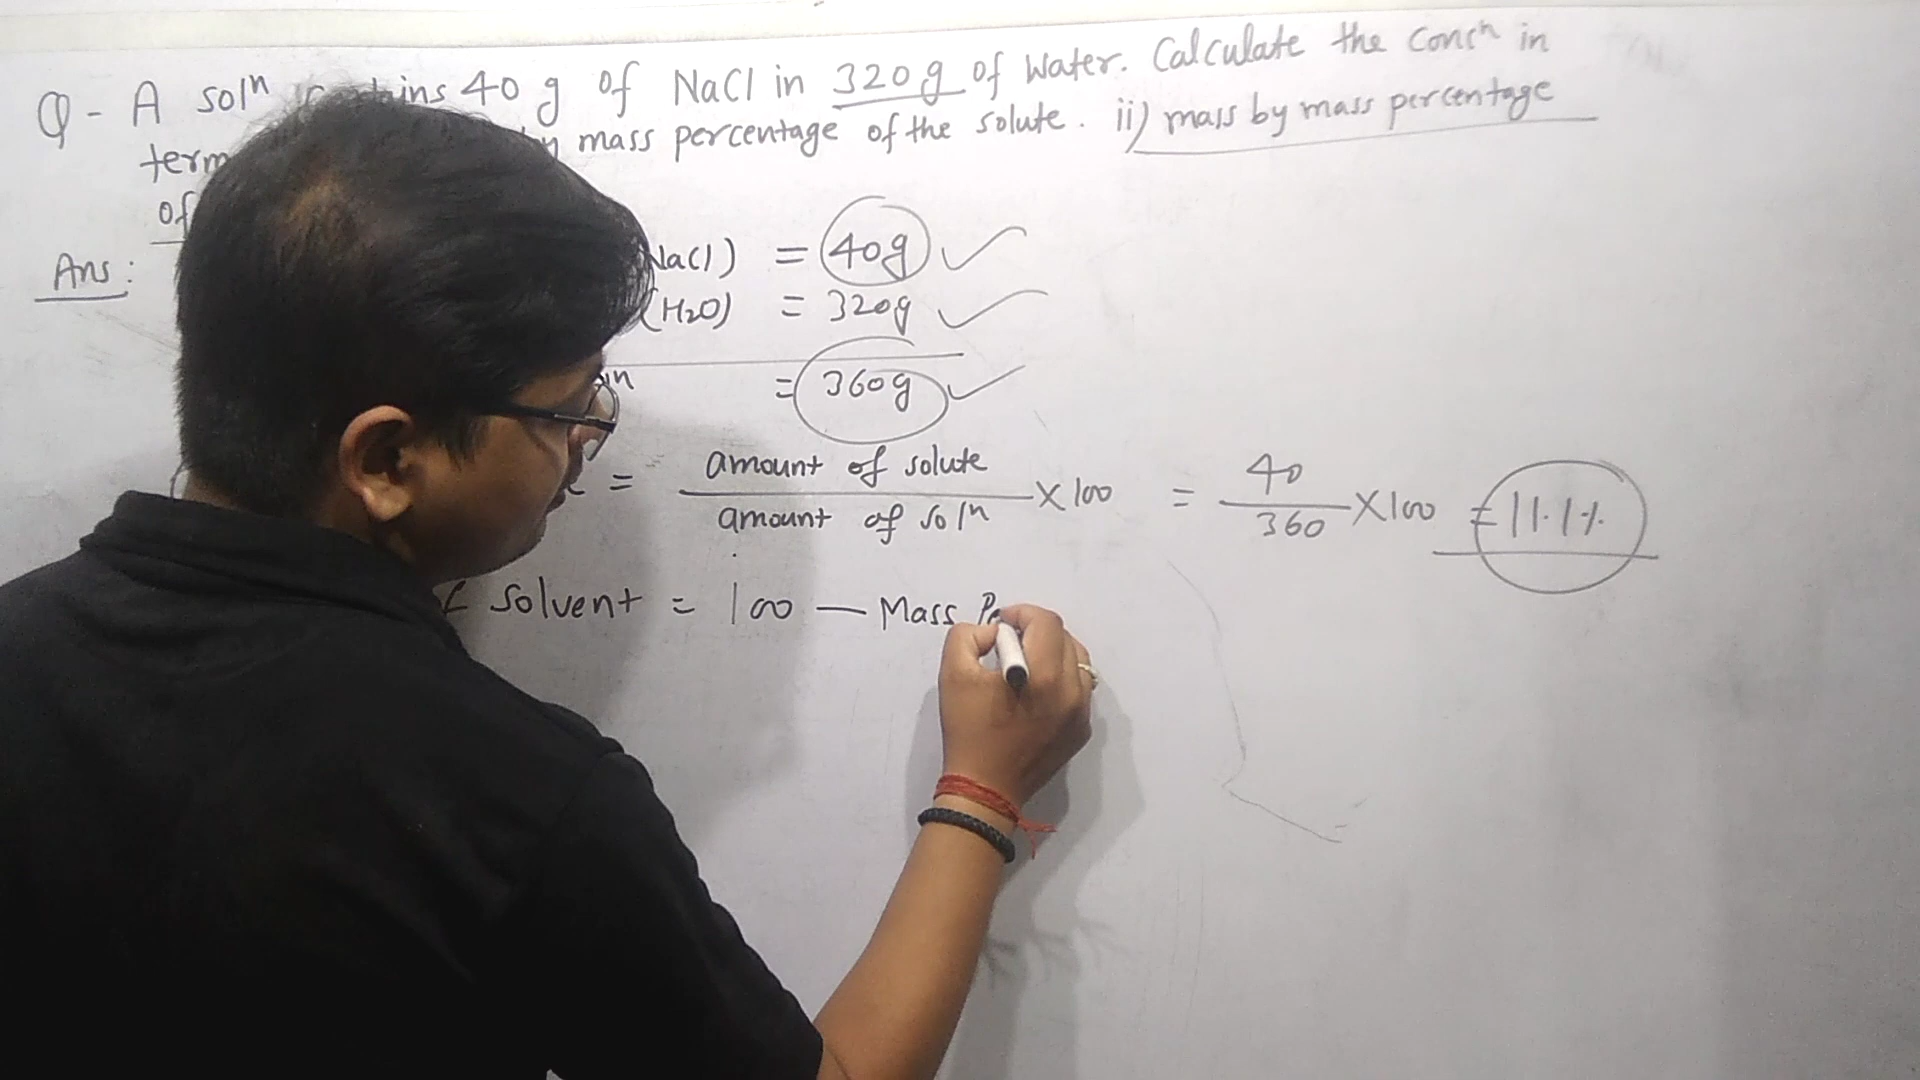 Q - A solⁿ 40 g of NaCl in 320g of water. Calculate the concⁿ in
term mass percentage of the solute. ii) mass by mass percentage
of
Ans: NaCl) = 40g
(H₂O) = 320g
= 360g
= amount of solute / amount of solⁿ × 100 = 40 / 360 × 100 = 11.1%
solvent = 100 — Mass